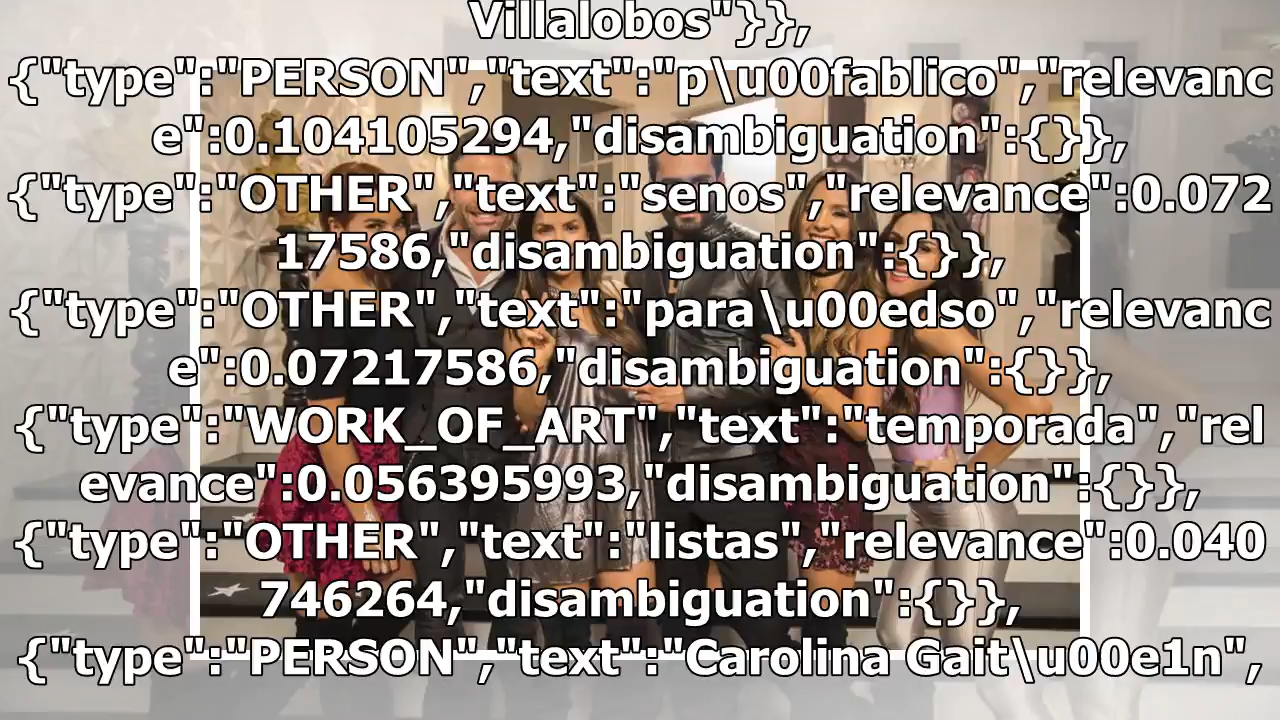 Villalobos"}},
{"type":"PERSON","text":"p\u00fablico","relevanc
e":0.104105294,"disambiguation":{}},
{"type":"OTHER","text":"senos","relevance":0.072
17586,"disambiguation":{}},
{"type":"OTHER","text":"para\u00edso","relevanc
e":0.07217586,"disambiguation":{}},
{"type":"WORK_OF_ART","text":"temporada","rel
evance":0.056395993,"disambiguation":{}},
{"type":"OTHER","text":"listas","relevance":0.040
746264,"disambiguation":{}},
{"type":"PERSON","text":"Carolina Gait\u00e1n",